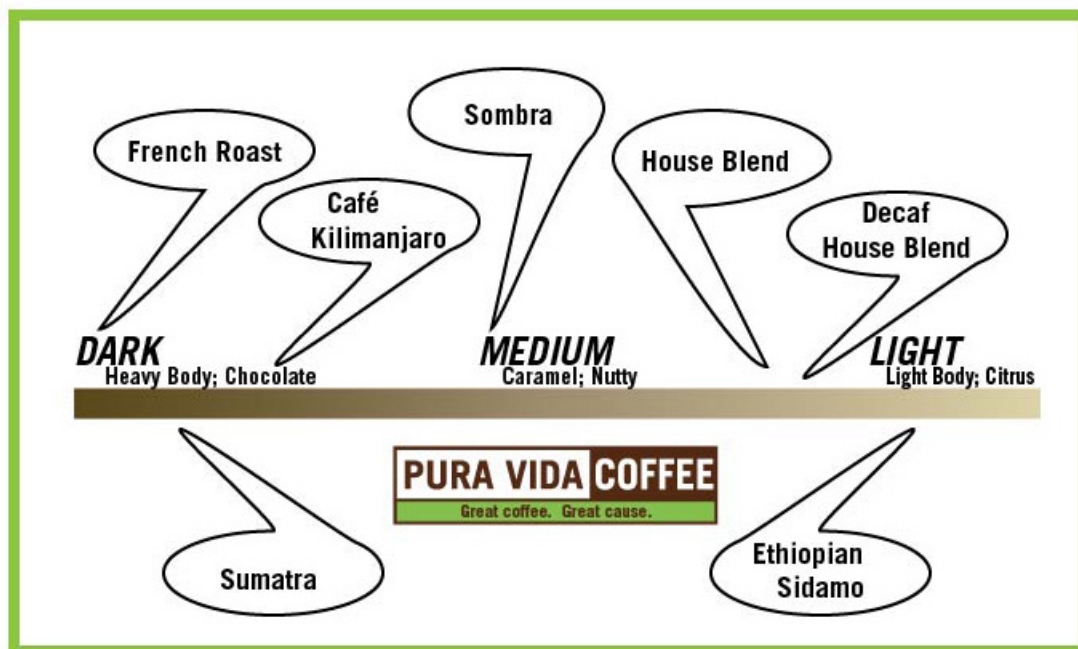 Sombra
French Roast
House Blend
Café
Kilimanjaro
Decaf
House Blend
DARK
Heavy Body; Chocolate
MEDIUM
Caramel; Nutty
LIGHT
Light Body; Citrus
PURA VIDA COFFEE
Great coffee. Great cause.
Sumatra
Ethiopian
Sidamo